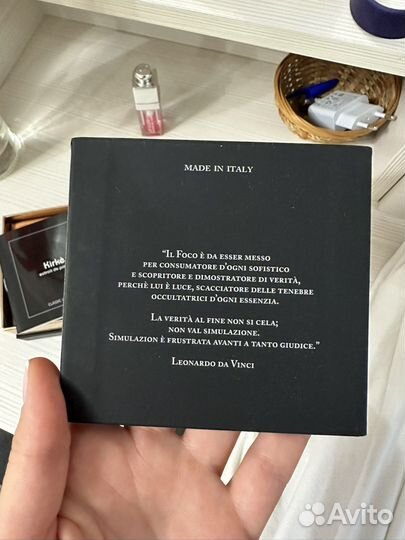 MADE IN ITALY
"IL FOCO È DA ESSER MESSO
PER CONSUMATORE D'OGNI SOFISTICO
E SCOPRITORE E DIMOSTRATORE DI VERITÀ,
PERCHÈ LUI È LUCE, SCACCIATORE DELLE TENEBRE
OCCULTATRICI D'OGNI ESSENZIA.
LA VERITÀ AL FINE NON SI CELA;
NON VAL SIMULAZIONE.
SIMULAZION È FRUSTRATA AVANTI A TANTO GIUDICE."
LEONARDO DA VINCI
Kirkè
CLASSIC
Avito